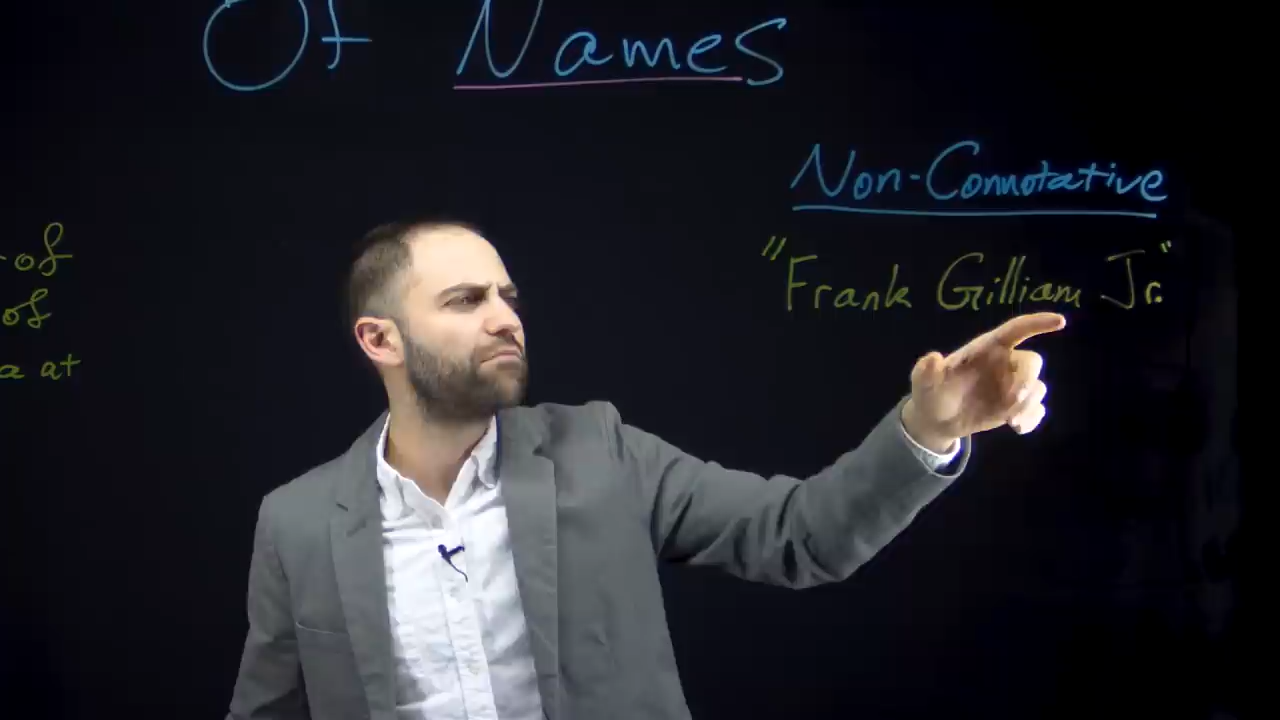 Of Names
Non-Connotative
"Frank Gilliam Jr."
of
of
a at